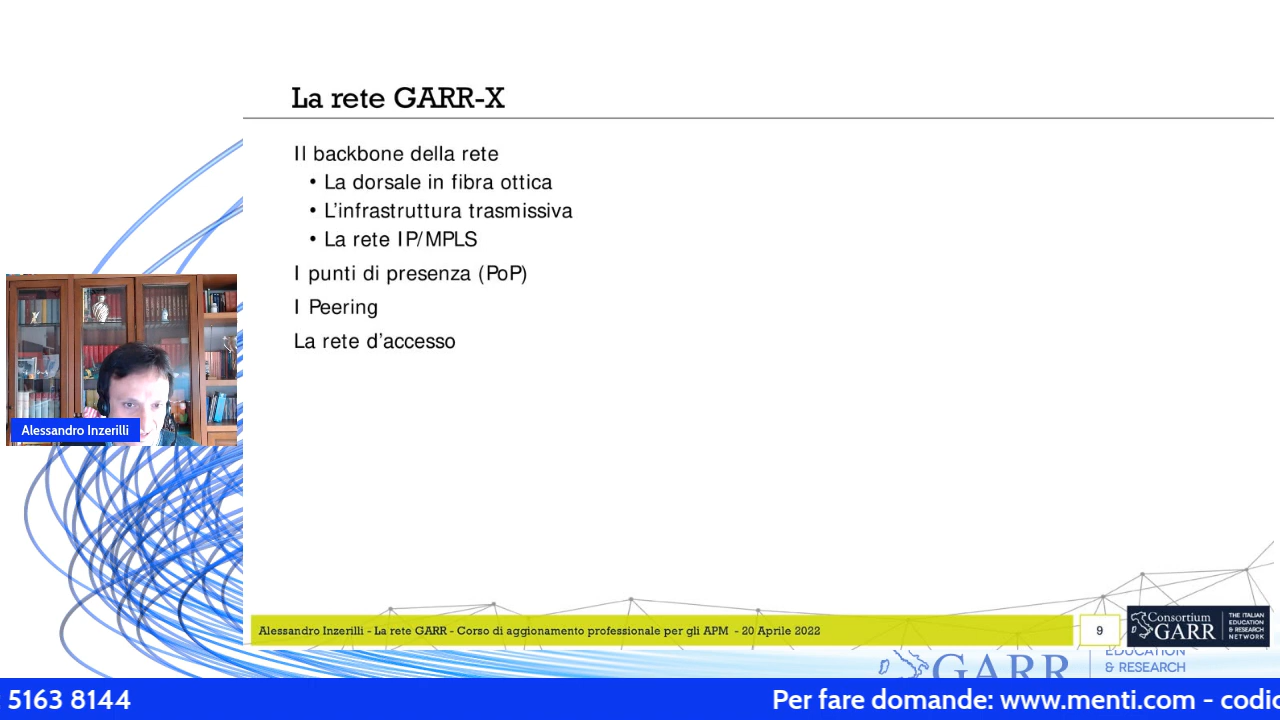 La rete GARR-X
Il backbone della rete
• La dorsale in fibra ottica
• L'infrastruttura trasmissiva
• La rete IP/MPLS
I punti di presenza (PoP)
I Peering
La rete d'accesso
Alessandro Inzerilli
Alessandro Inzerilli - La rete GARR - Corso di aggionamento professionale per gli APM - 20 Aprile 2022
9
Consortium
GARR
THE ITALIAN
EDUCATION
& RESEARCH
NETWORK
GARR
EDUCATION
& RESEARCH
5163 8144
Per fare domande: www.menti.com - codic